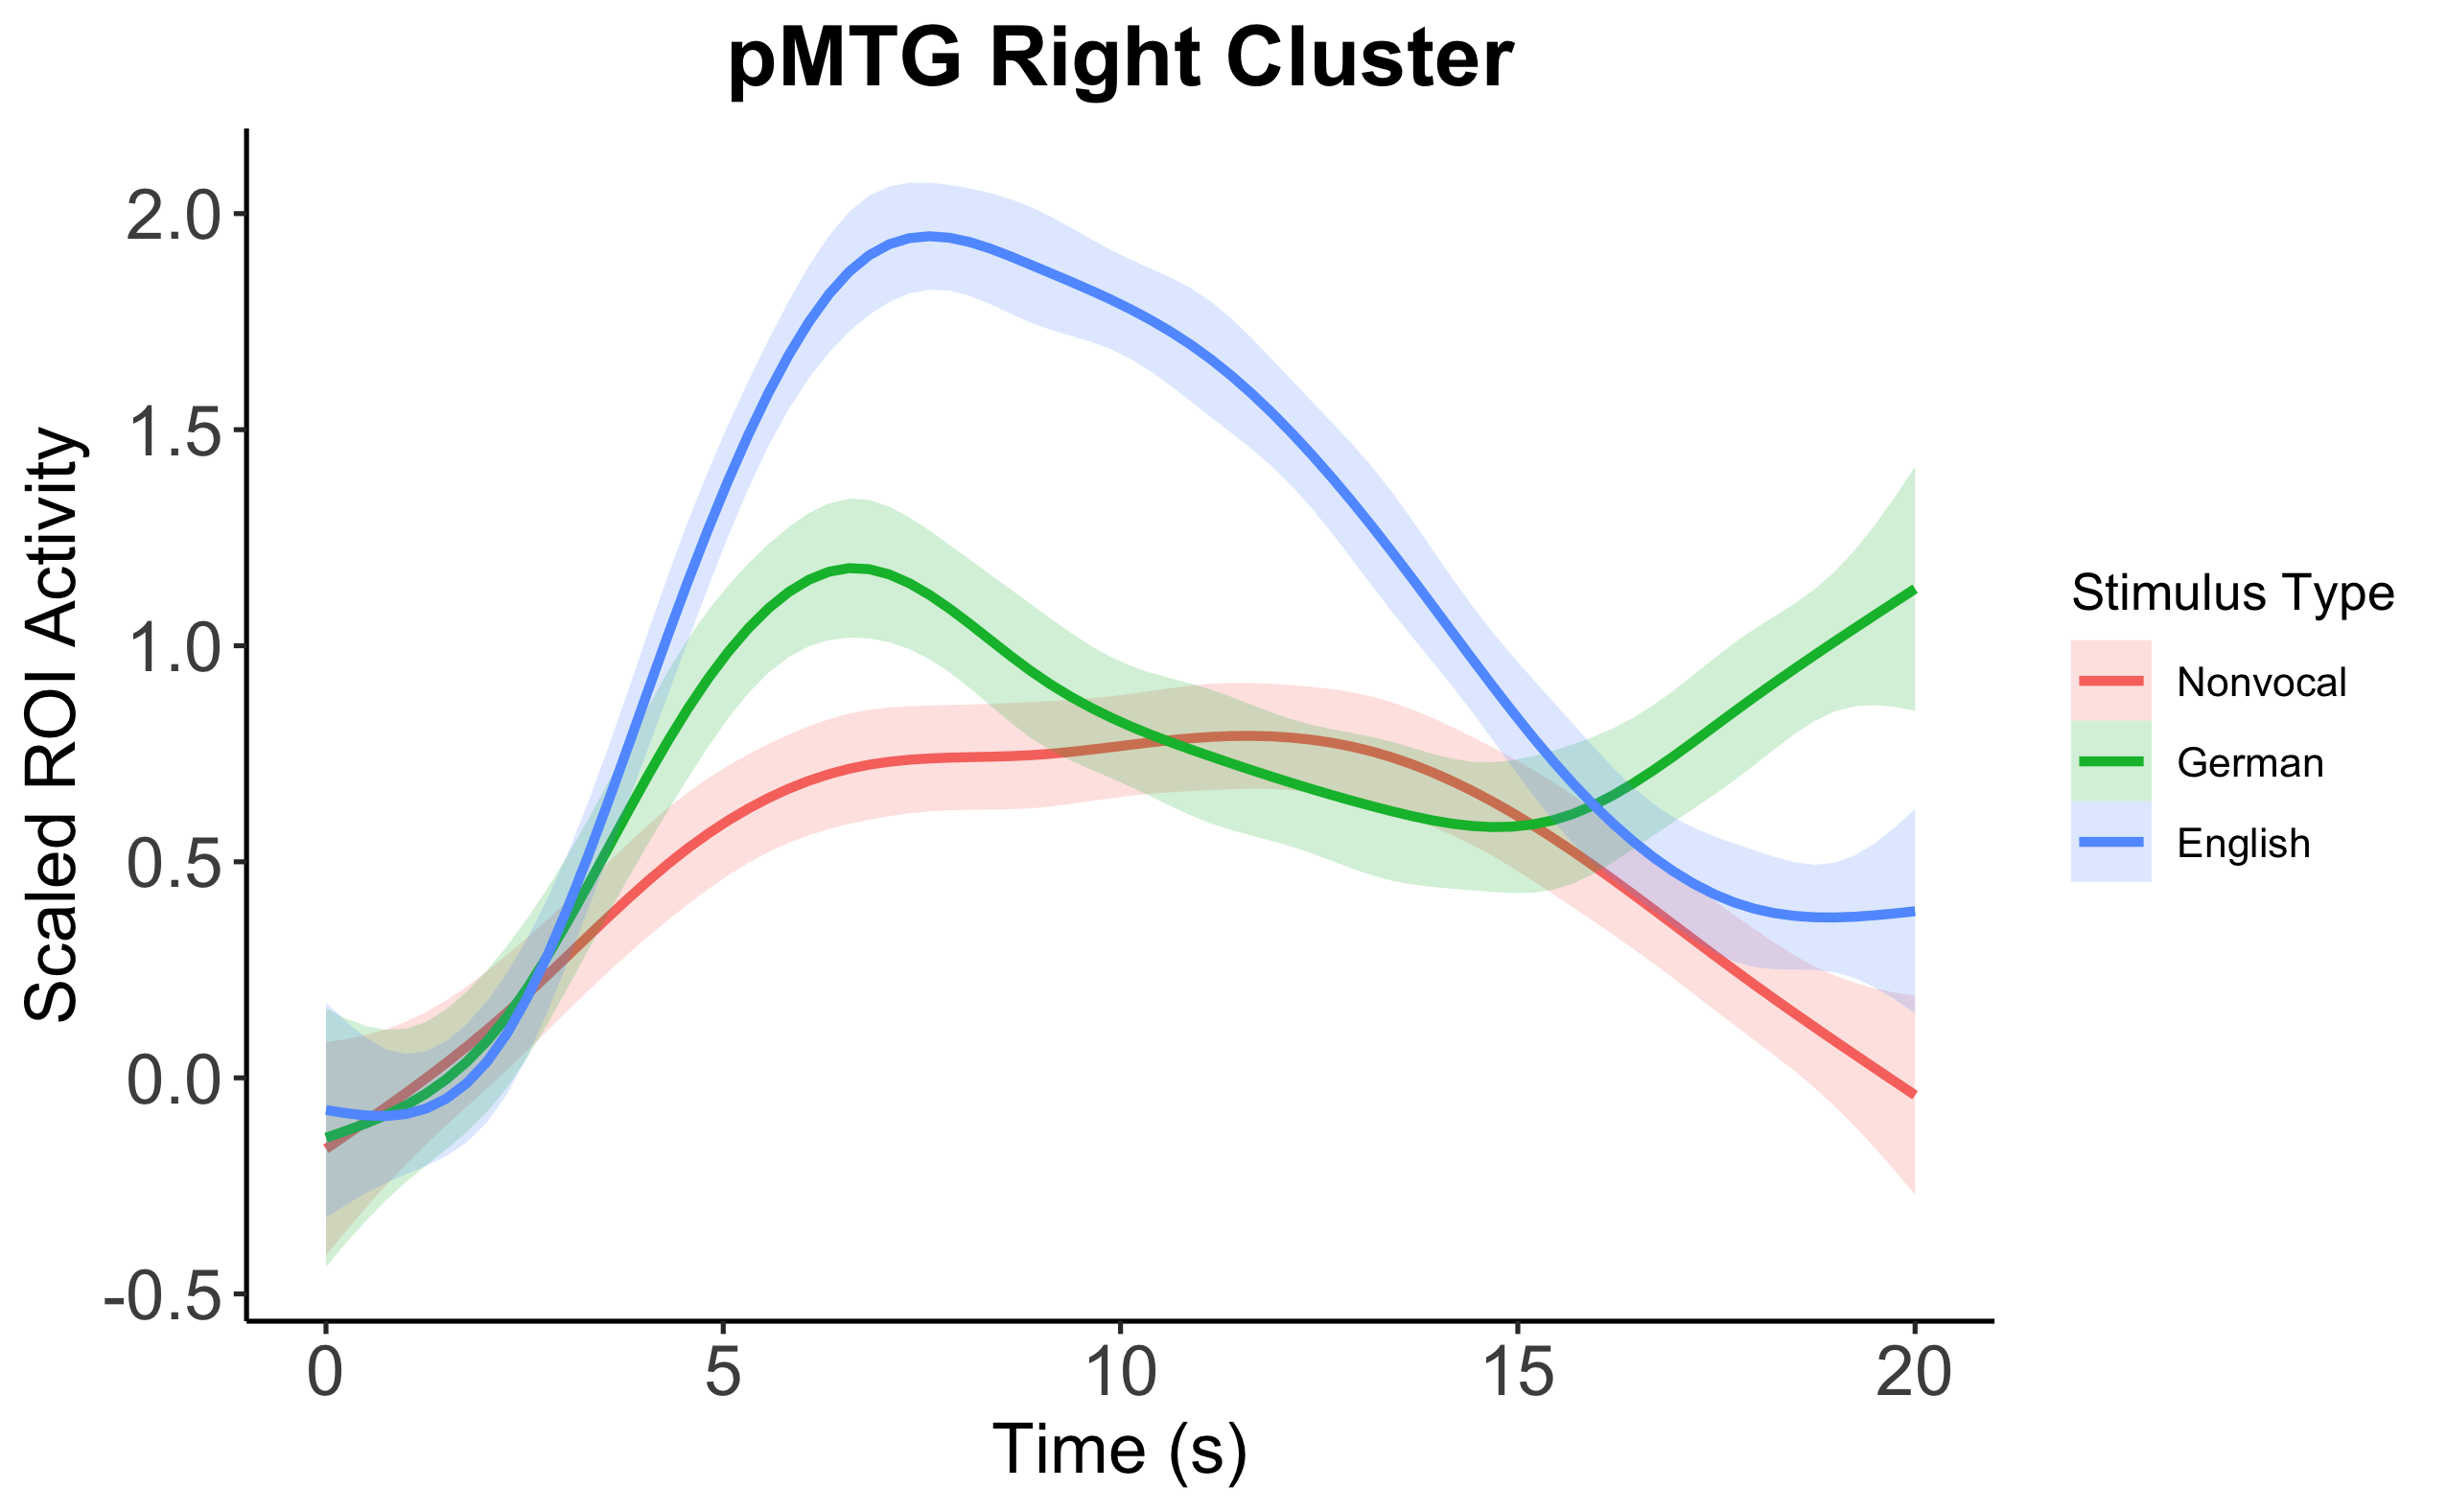 pMTG Right Cluster
Scaled ROI Activity
2.0
1.5
1.0
0.5
0.0
-0.5
0 5 10 15 20
Time (s)
Stimulus Type
Nonvocal
German
English